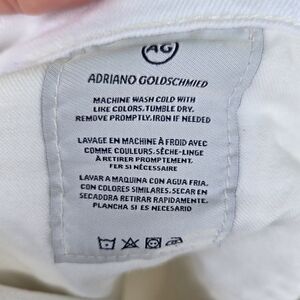 AG
ADRIANO GOLDSCHMIED
MACHINE WASH COLD WITH
LIKE COLORS. TUMBLE DRY.
REMOVE PROMPTLY. IRON IF NEEDED
LAVAGE EN MACHINE À FROID AVEC
COMME COULEURS. SÈCHE-LINGE
À RETIRER PROMPTEMENT.
FER SI NÉCESSAIRE
LAVAR A MAQUINA CON AGUA FRIA.
CON COLORES SIMILARES. SECAR EN
SECADORA RETIRAR RAPIDAMENTE.
PLANCHA SI ES NECESARIO